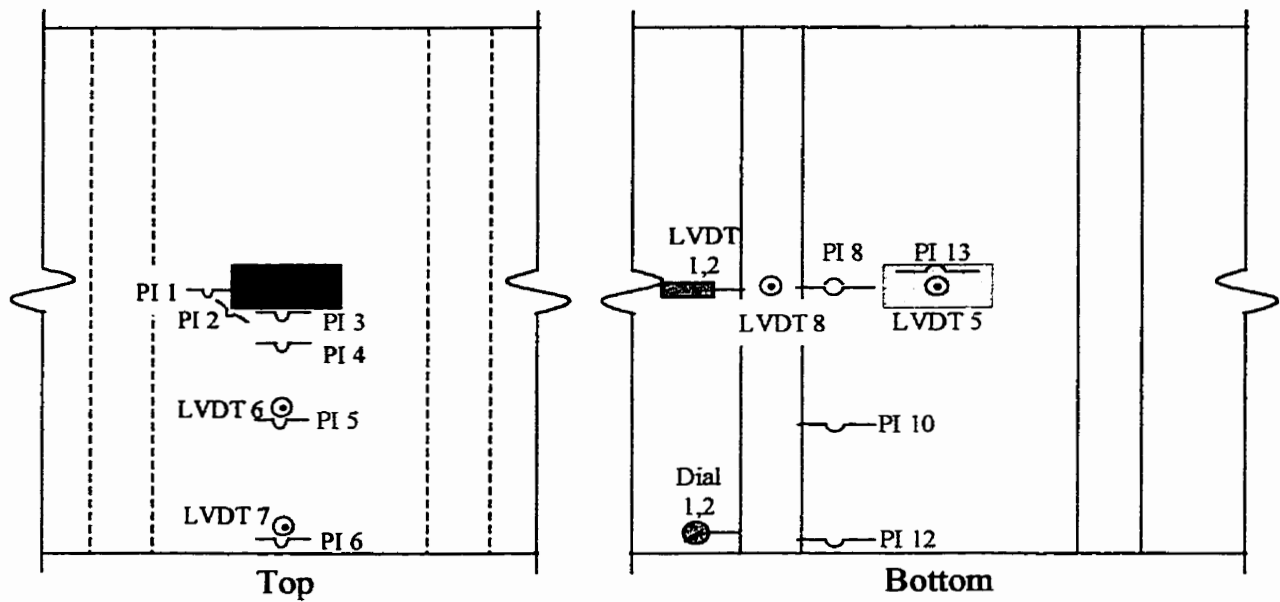 PI 1
PI 2
PI 3
PI 4
LVDT 6
PI 5
LVDT 7
PI 6
Top
LVDT
1,2
PI 8
PI 13
LVDT 8
LVDT 5
PI 10
Dial
1,2
PI 12
Bottom